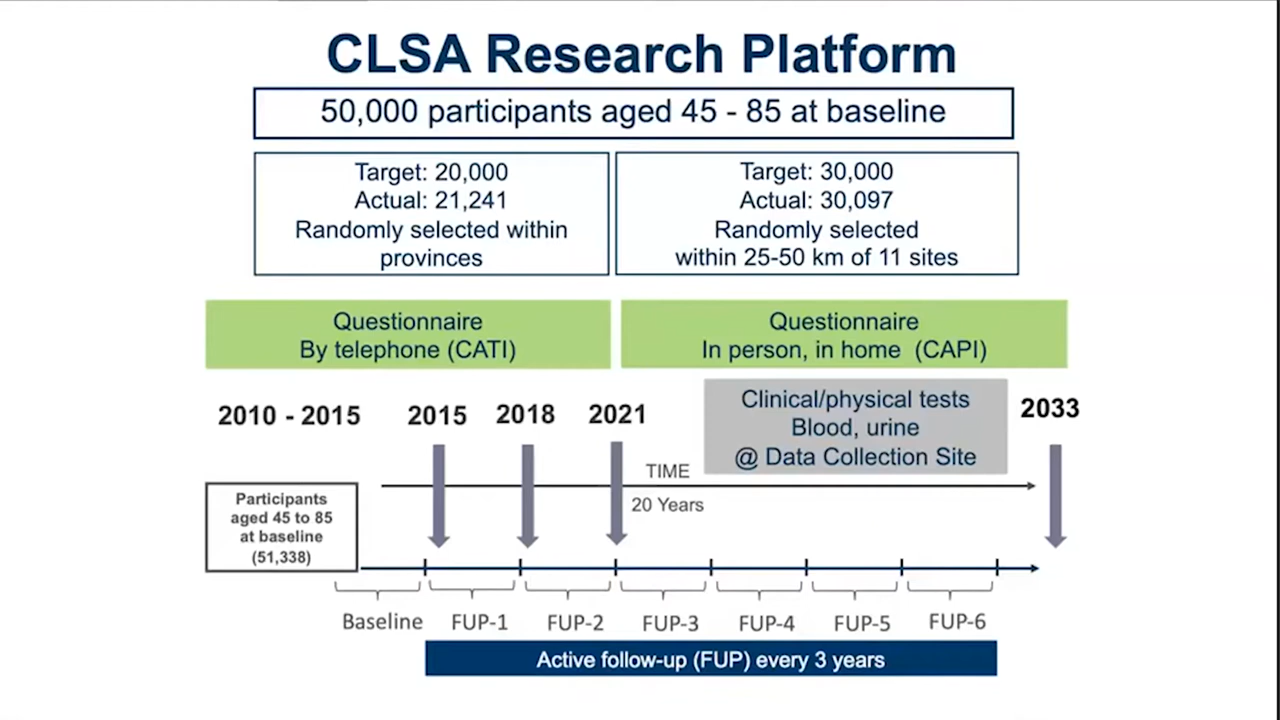 CLSA Research Platform
50,000 participants aged 45 - 85 at baseline
Target: 20,000
Actual: 21,241
Randomly selected within
provinces
Target: 30,000
Actual: 30,097
Randomly selected
within 25-50 km of 11 sites
Questionnaire
By telephone (CATI)
Questionnaire
In person, in home (CAPI)
Clinical/physical tests
Blood, urine
@ Data Collection Site
2010 - 2015
2015
2018
2021
2033
TIME
20 Years
Participants
aged 45 to 85
at baseline
(51,338)
Baseline
FUP-1
FUP-2
FUP-3
FUP-4
FUP-5
FUP-6
Active follow-up (FUP) every 3 years